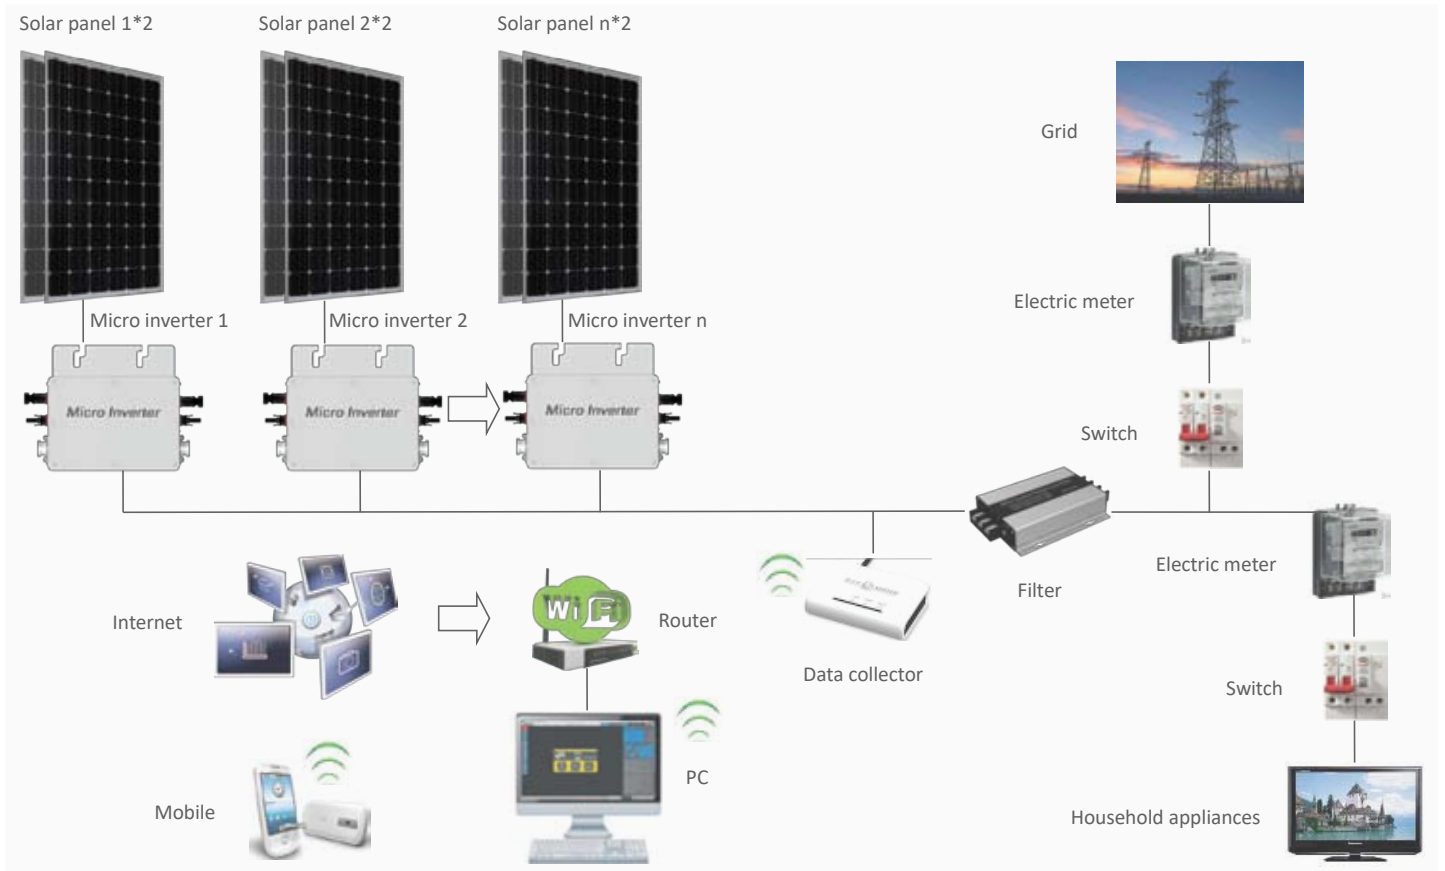 Solar panel 1*2
Solar panel 2*2
Solar panel n*2
Grid
Electric meter
Micro inverter 1
Micro inverter 2
Micro inverter n
Micro Inverter
Micro Inverter
Micro Inverter
Switch
Filter
Electric meter
Internet
WiFi
Router
Data collector
Switch
PC
Mobile
Household appliances